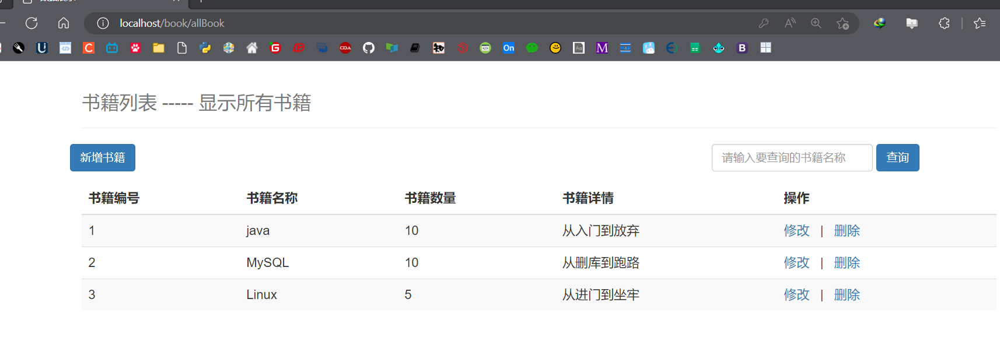 localhost/book/allBook
书籍列表 ----- 显示所有书籍
新增书籍 请输入要查询的书籍名称 查询
书籍编号 书籍名称 书籍数量 书籍详情 操作
1 java 10 从入门到放弃 修改 | 删除
2 MySQL 10 从删库到跑路 修改 | 删除
3 Linux 5 从进门到坐牢 修改 | 删除